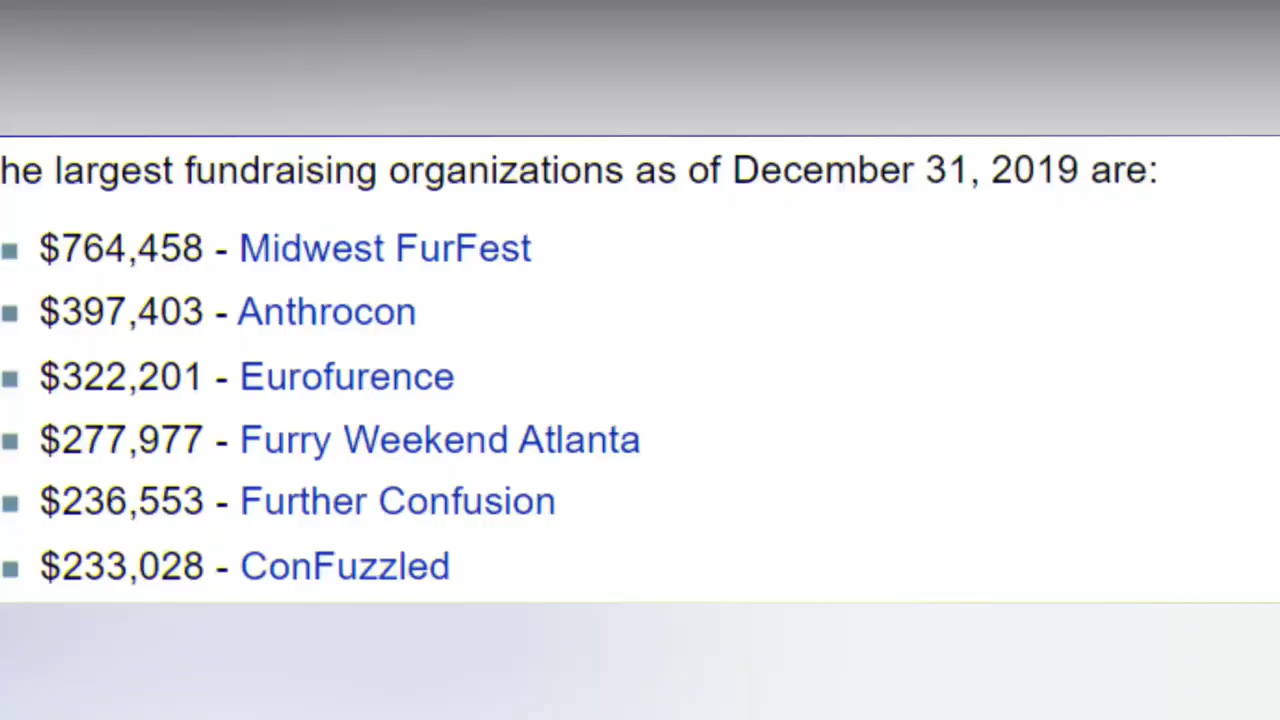 he largest fundraising organizations as of December 31, 2019 are:
$764,458 - Midwest FurFest
$397,403 - Anthrocon
$322,201 - Eurofurence
$277,977 - Furry Weekend Atlanta
$236,553 - Further Confusion
$233,028 - ConFuzzled